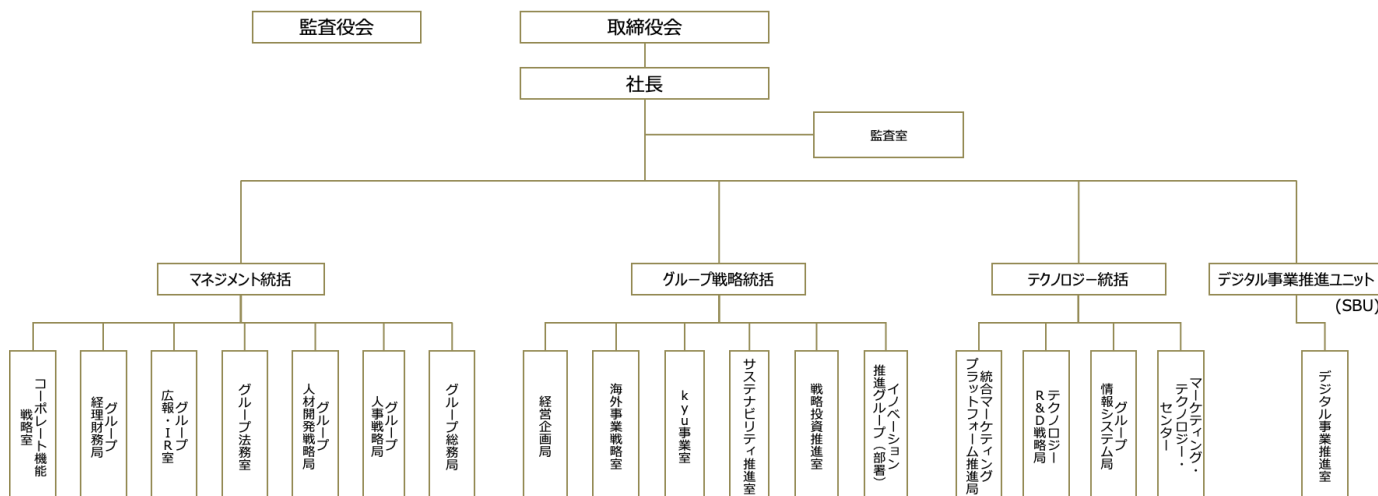 監査役会
取締役会
社長
監査室
マネジメント統括
グループ戦略統括
テクノロジー統括
デジタル事業推進ユニット
(SBU)
コーポレート機能
戦略室
グループ
経理財務局
グループ
広報・IR室
グループ法務室
グループ
人材開発戦略局
グループ
人事戦略局
グループ総務局
経営企画局
海外事業戦略室
kyu事業室
サステナビリティ推進室
戦略投資推進室
イノベーション
推進グループ(部署)
統合マーケティング
プラットフォーム推進局
テクノロジー
R&D戦略局
グループ
情報システム局
マーケティング・
テクノロジー・
センター
デジタル事業推進室